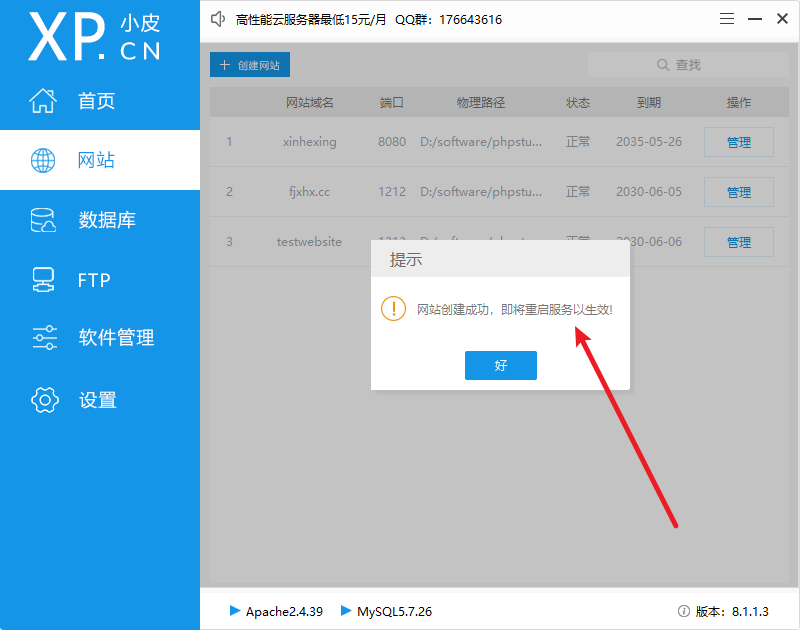 XP.CN 小皮
高性能云服务器最低15元/月 QQ群：176643616
首页
网站
数据库
FTP
软件管理
设置
创建网站
查找
网站域名 端口 物理路径 状态 到期 操作
1 xinhexing 8080 D:/software/phpstu... 正常 2035-05-26 管理
2 fjxhx.cc 1212 D:/software/phpstu... 正常 2030-06-05 管理
3 testwebsite 1313 D:/software/phpstu... 正常 2030-06-06 管理
提示
网站创建成功，即将重启服务以生效!
好
Apache2.4.39 MySQL5.7.26 版本：8.1.1.3